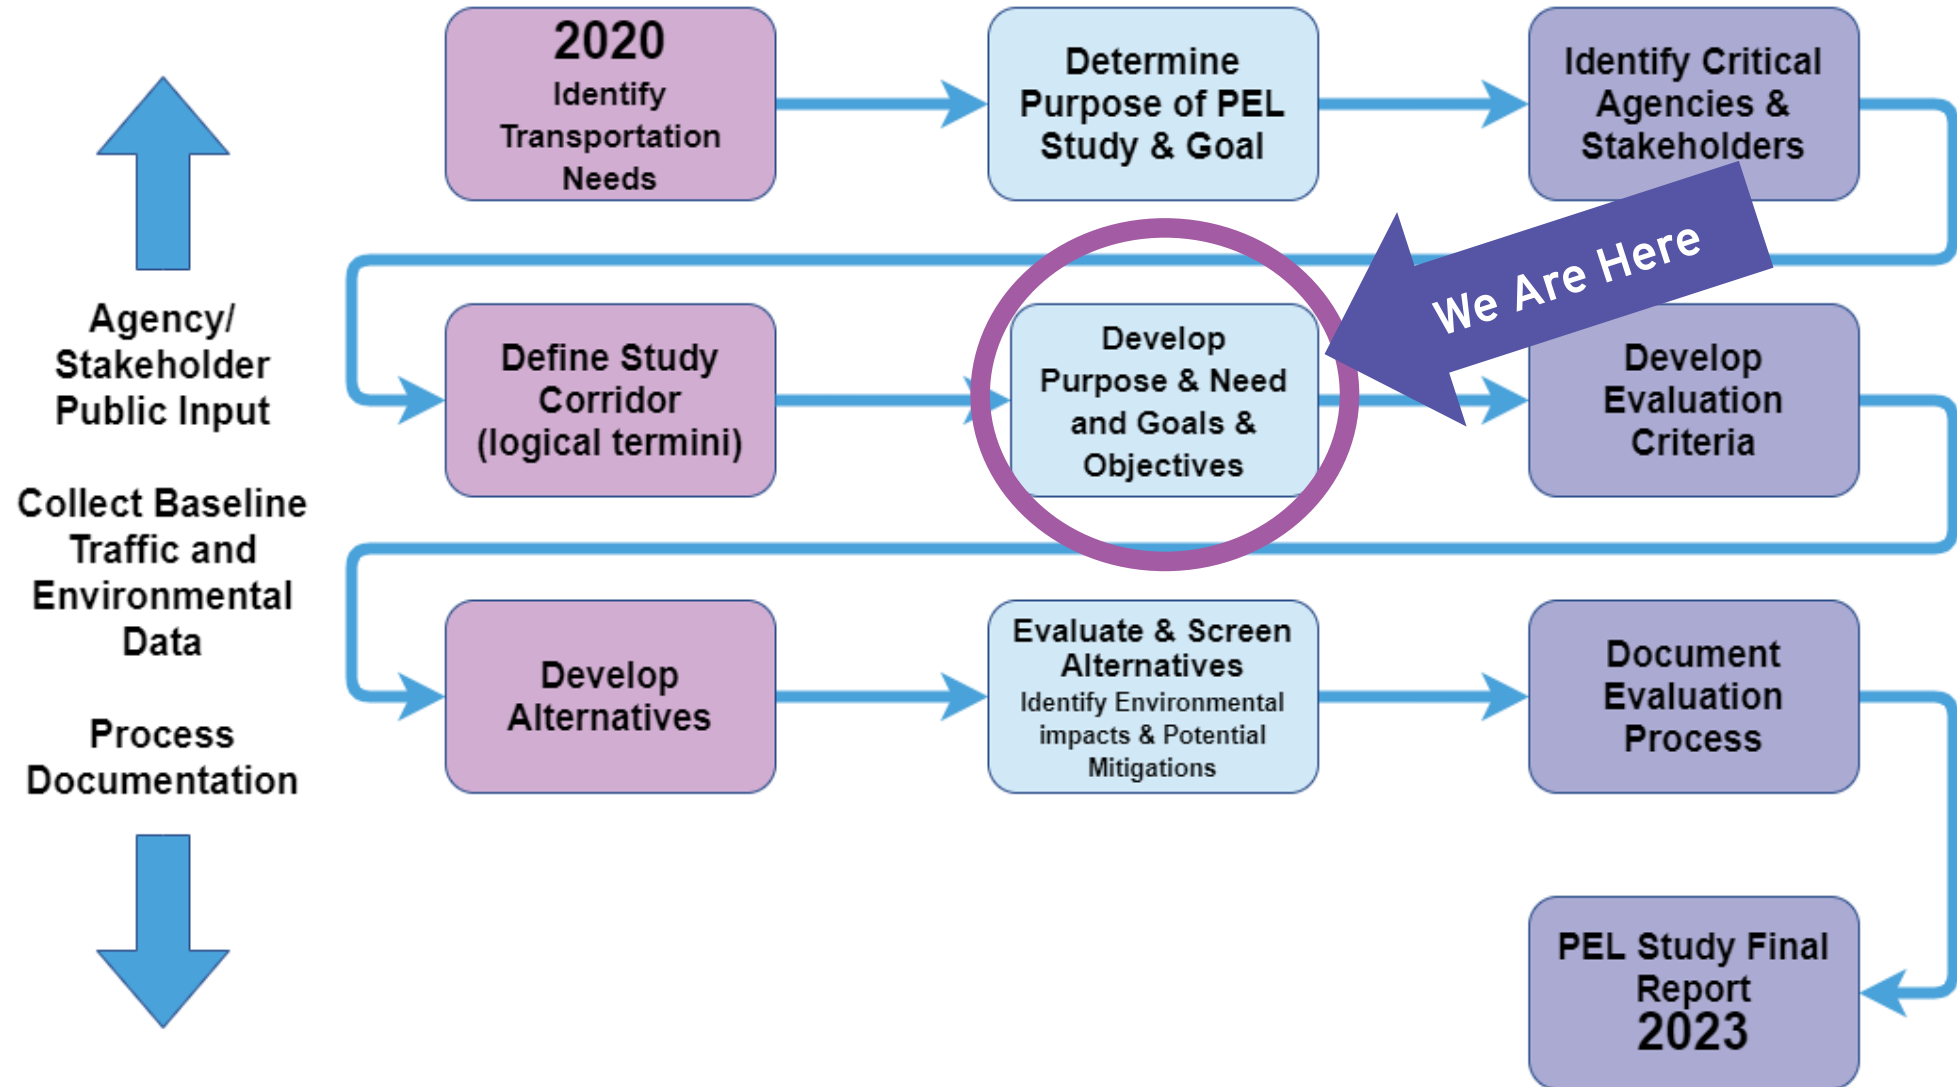 2020
Identify
Transportation
Needs
Determine
Purpose of PEL
Study & Goal
Identify Critical
Agencies &
Stakeholders
We Are Here
Agency/
Stakeholder
Public Input
Collect Baseline
Traffic and
Environmental
Data
Process
Documentation
Define Study
Corridor
(logical termini)
Develop
Purpose & Need
and Goals &
Objectives
Develop
Evaluation
Criteria
Develop
Alternatives
Evaluate & Screen
Alternatives
Identify Environmental
impacts & Potential
Mitigations
Document
Evaluation
Process
PEL Study Final
Report
2023